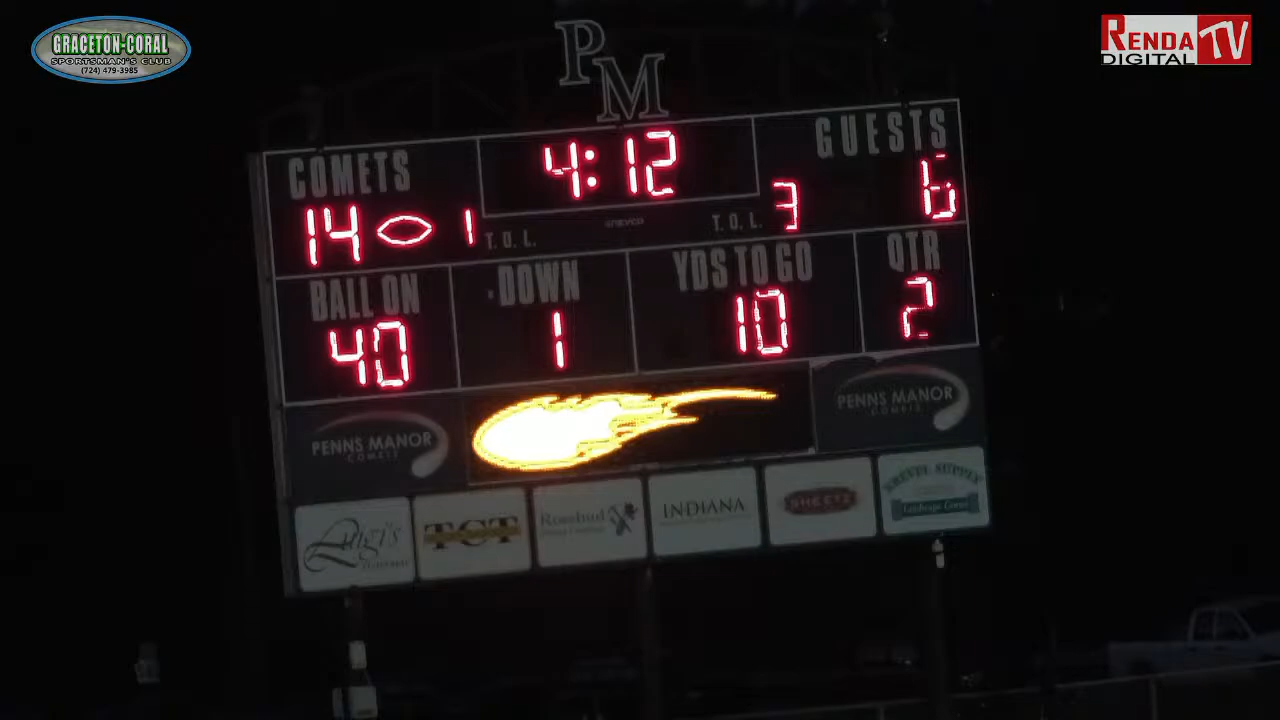 GRACETON-CORAL
SPORTSMAN'S CLUB
(724) 479-3985
RENDA TV
DIGITAL
PM
COMETS
4:12
GUESTS
14 1 T.O.L.
T.O.L. 3
6
BALL ON
DOWN
YDS TO GO
QTR
40
1
10
2
PENNS MANOR
COMETS
PENNS MANOR
COMETS
Luigi's
TCT
Rosebud
INDIANA
SHEETZ